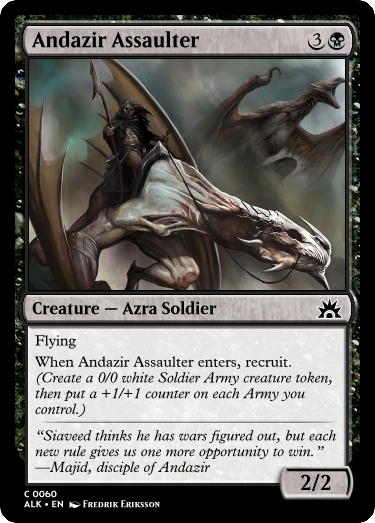 Andazir Assaulter 3
Creature — Azra Soldier
Flying
When Andazir Assaulter enters, recruit.
(Create a 0/0 white Soldier Army creature token,
then put a +1/+1 counter on each Army you
control.)
“Siaveed thinks he has wars figured out, but each
new rule gives us one more opportunity to win.”
—Majid, disciple of Andazir
2/2
C 0060
ALK • EN Fredrik Eriksson